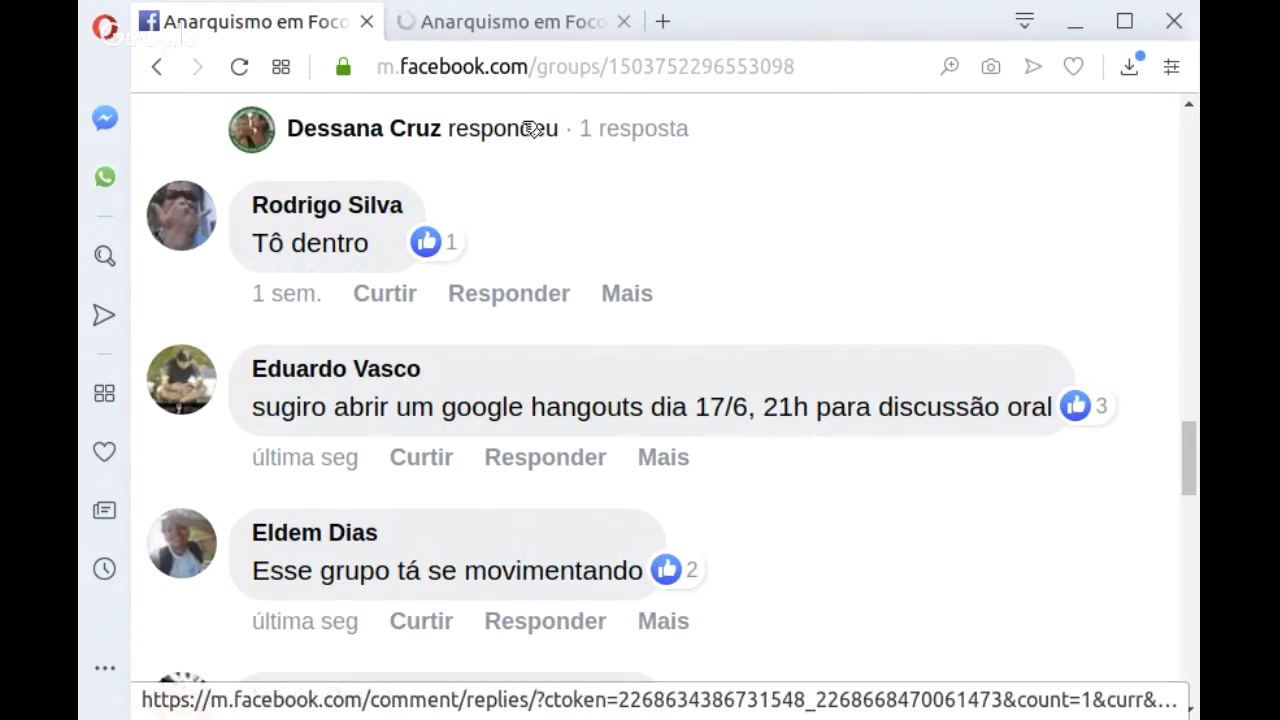 Anarquismo em Foco
Anarquismo em Foco
m.facebook.com/groups/1503752296553098
Dessana Cruz respondeu · 1 resposta
Rodrigo Silva
Tô dentro
1
1 sem. Curtir Responder Mais
Eduardo Vasco
sugiro abrir um google hangouts dia 17/6, 21h para discussão oral
3
última seg Curtir Responder Mais
Eldem Dias
Esse grupo tá se movimentando
2
última seg Curtir Responder Mais
https://m.facebook.com/comment/replies/?ctoken=2268634386731548_2268668470061473&count=1&curr&...